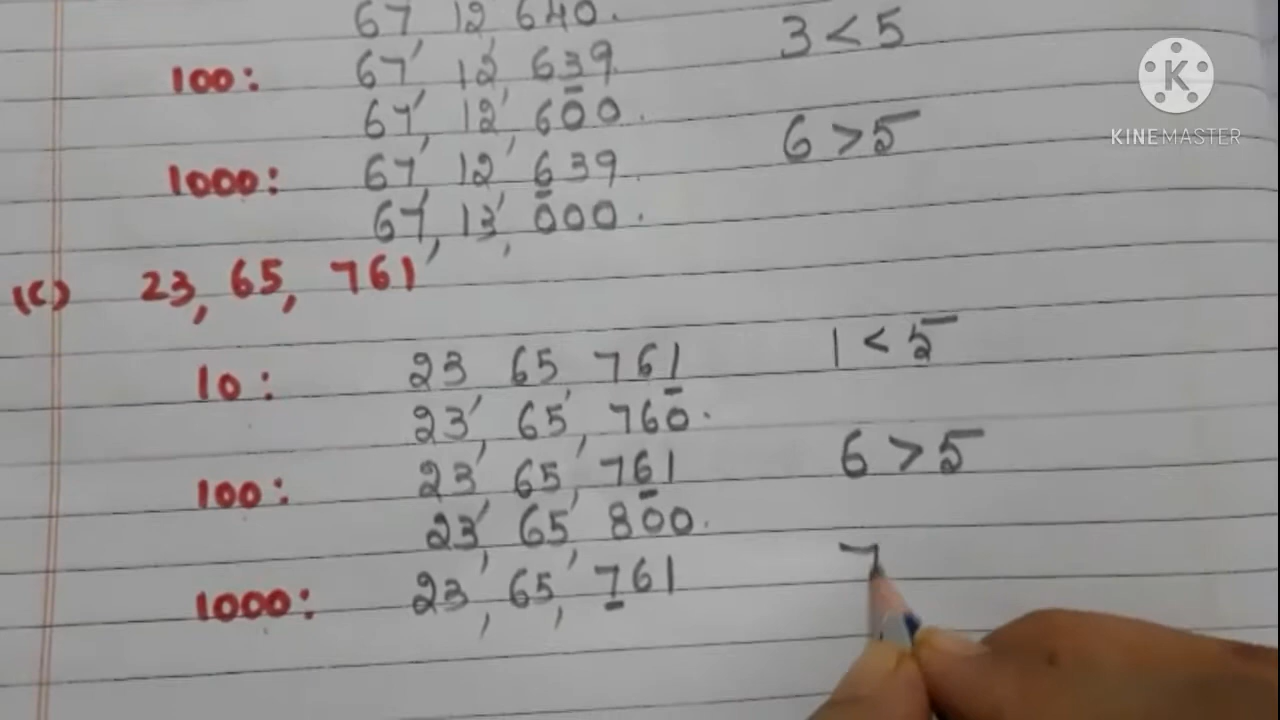 67, 12, 640.
100: 67, 12, 639. 3 < 5
67, 12, 600.
1000: 67, 12, 639. 6 > 5
67, 13, 000.
(C) 23, 65, 761
10: 23, 65, 761 1 < 5
23, 65, 760.
100: 23, 65, 761 6 > 5
23, 65, 800.
1000: 23, 65, 761 7
K
KINEMASTER